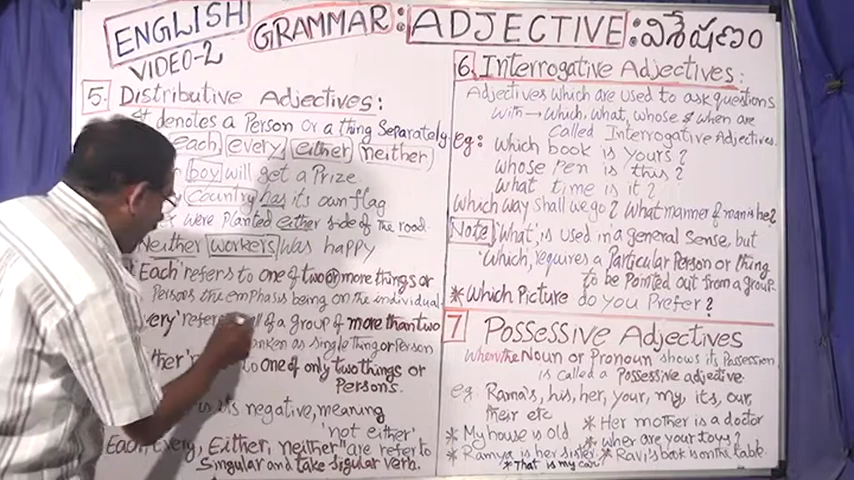 ENGLISH GRAMMAR: ADJECTIVE: విశేషణం
VIDEO-2
5. Distributive Adjectives:
It denotes a Person or a thing Separately
each every either neither
boy will get a Prize
Country has its own flag
were Planted either side of the road
Neither workers was happy
'Each' refers to one of two or more things or
Persons the emphasis being on the individual.
of a group of more than two
as single thing or Person
to one of only two things or
Persons.
its negative, meaning
'not either'
Each, Every, Either, neither" are refer to
Singular and take sigular verb.
6. Interrogative Adjectives:
Adjectives which are used to ask questions
With → Which, What, whose & when are
Called Interrogative Adjectives.
Eg: Which book is yours?
whose Pen is this?
What time is it?
Which way shall we go? What manner of man is he?
Note 'What', is used in a general Sense, but
'Which', requires a Particular Person or thing
to be Pointed out from a group.
* Which Picture do you Prefer?
7 Possessive Adjectives
When the Noun or Pronoun shows its Possession
is called a Possessive adjective.
eg: Rama's, his, her, your, my, its, our,
their etc
* Her mother is a doctor
* My house is old
* wher are your toys?
* Ramya is her sister
* Ravi's book is on the table.
* That is my car